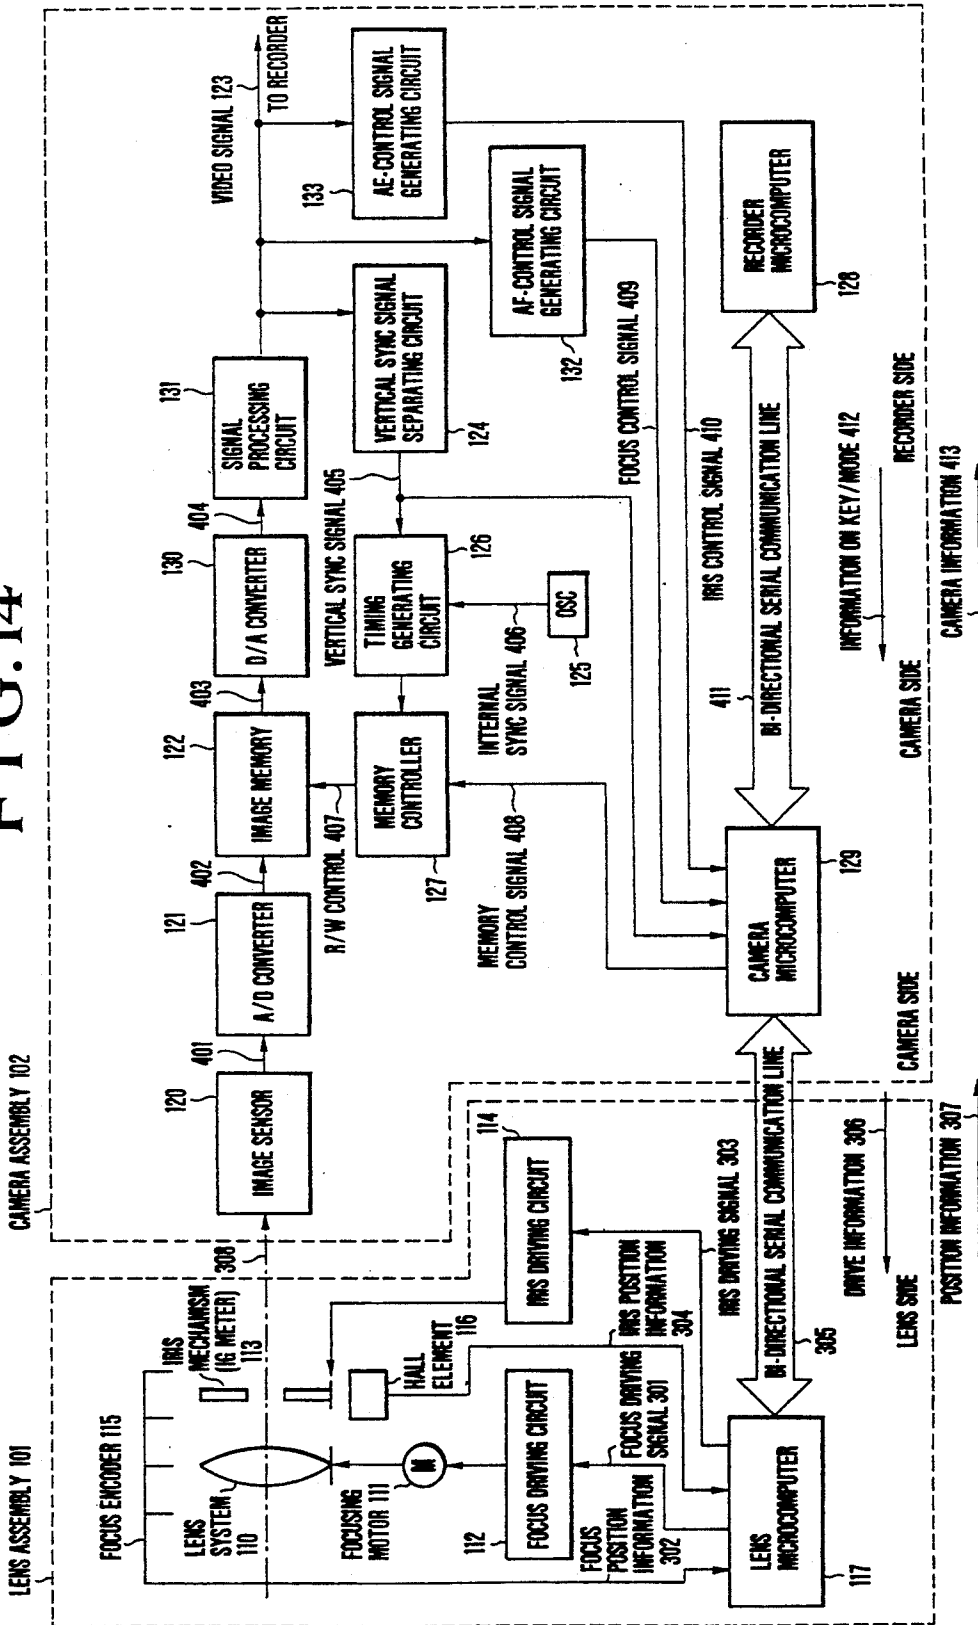 FIG.14
LENS ASSEMBLY 101
CAMERA ASSEMBLY 102
FOCUS ENCODER 115
LENS
SYSTEM
110
IRIS
MECHANISM
(IG METER)
113
308
FOCUSING
MOTOR 111
M
HALL
ELEMENT
116
112
FOCUS DRIVING CIRCUIT
114
IRIS DRIVING CIRCUIT
FOCUS
POSITION
INFORMATION
302
FOCUS DRIVING
SIGNAL 301
IRIS POSITION
INFORMATION
304
IRIS DRIVING SIGNAL 303
LENS
MICROCOMPUTER
117
BI-DIRECTIONAL SERIAL COMMUNICATION LINE
305
DRIVE INFORMATION 306
LENS SIDE
CAMERA SIDE
POSITION INFORMATION 307
120
IMAGE SENSOR
401
121
A/D CONVERTER
402
122
IMAGE MEMORY
403
130
D/A CONVERTER
404
131
SIGNAL
PROCESSING
CIRCUIT
VIDEO SIGNAL 123
TO RECORDER
R/W CONTROL 407
MEMORY
CONTROLLER
127
VERTICAL SYNC SIGNAL 405
TIMING
GENERATING
CIRCUIT
126
VERTICAL SYNC SIGNAL
SEPARATING CIRCUIT
124
133
AE-CONTROL SIGNAL
GENERATING CIRCUIT
MEMORY
CONTROL SIGNAL 408
INTERNAL
SYNC SIGNAL 406
OSC
125
AF-CONTROL SIGNAL
GENERATING CIRCUIT
132
FOCUS CONTROL SIGNAL 409
IRIS CONTROL SIGNAL 410
CAMERA
MICROCOMPUTER
129
411
BI-DIRECTIONAL SERIAL COMMUNICATION LINE
RECORDER
MICROCOMPUTER
128
INFORMATION ON KEY/MODE 412
CAMERA SIDE
RECORDER SIDE
CAMERA INFORMATION 413